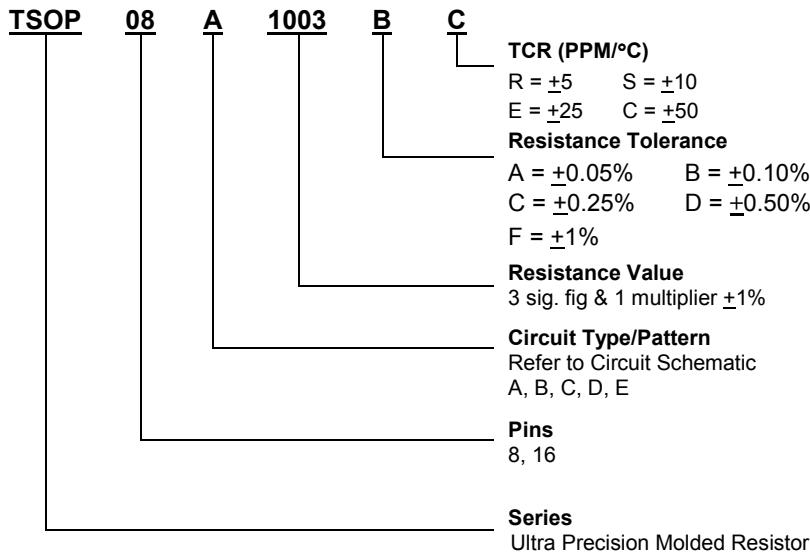 TSOP 08 A 1003 B C
TCR (PPM/°C)
R = +5 S = +10
E = +25 C = +50
Resistance Tolerance
A = +0.05% B = +0.10%
C = +0.25% D = +0.50%
F = +1%
Resistance Value
3 sig. fig & 1 multiplier +1%
Circuit Type/Pattern
Refer to Circuit Schematic
A, B, C, D, E
Pins
8, 16
Series
Ultra Precision Molded Resistor